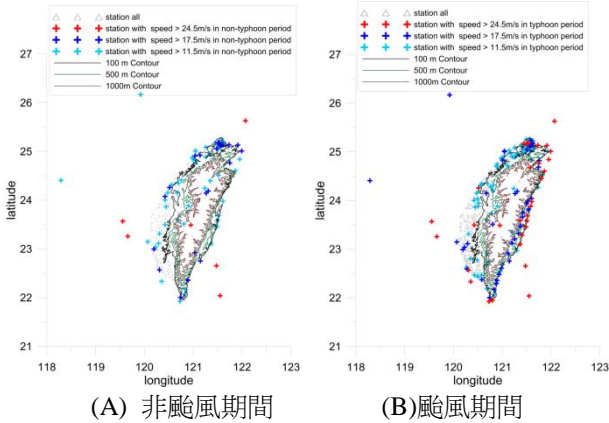 station all
station with speed > 24.5m/s in non-typhoon period
station with speed > 17.5m/s in non-typhoon period
station with speed > 11.5m/s in non-typhoon period
100 m Contour
500 m Contour
1000m Contour
27
26
25
24
23
22
21
latitude
118 119 120 121 122 123
longitude
(A) 非颱風期間
station all
station with speed > 24.5m/s in typhoon period
station with speed > 17.5m/s in typhoon period
station with speed > 11.5m/s in typhoon period
100 m Contour
500 m Contour
1000m Contour
27
26
25
24
23
22
21
latitude
118 119 120 121 122 123
longitude
(B)颱風期間